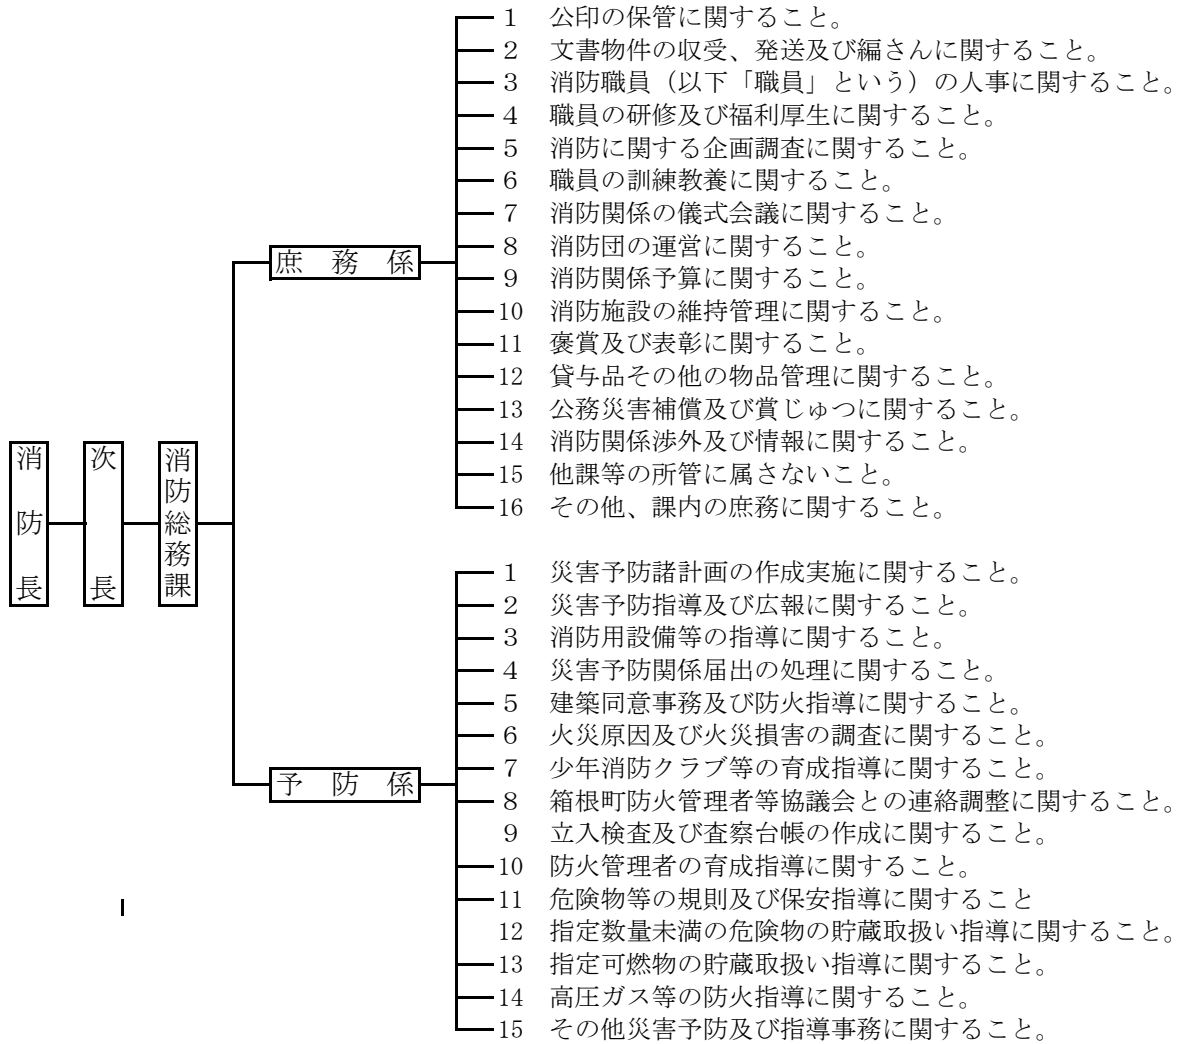 消防長
次長
消防総務課
庶務係
1 公印の保管に関すること。
2 文書物件の収受、発送及び編さんに関すること。
3 消防職員（以下「職員」という）の人事に関すること。
4 職員の研修及び福利厚生に関すること。
5 消防に関する企画調査に関すること。
6 職員の訓練教養に関すること。
7 消防関係の儀式会議に関すること。
8 消防団の運営に関すること。
9 消防関係予算に関すること。
10 消防施設の維持管理に関すること。
11 褒賞及び表彰に関すること。
12 貸与品その他の物品管理に関すること。
13 公務災害補償及び賞じゅつに関すること。
14 消防関係渉外及び情報に関すること。
15 他課等の所管に属さないこと。
16 その他、課内の庶務に関すること。
予防係
1 災害予防諸計画の作成実施に関すること。
2 災害予防指導及び広報に関すること。
3 消防用設備等の指導に関すること。
4 災害予防関係届出の処理に関すること。
5 建築同意事務及び防火指導に関すること。
6 火災原因及び火災損害の調査に関すること。
7 少年消防クラブ等の育成指導に関すること。
8 箱根町防火管理者等協議会との連絡調整に関すること。
9 立入検査及び査察台帳の作成に関すること。
10 防火管理者の育成指導に関すること。
11 危険物等の規則及び保安指導に関すること
12 指定数量未満の危険物の貯蔵取扱い指導に関すること。
13 指定可燃物の貯蔵取扱い指導に関すること。
14 高圧ガス等の防火指導に関すること。
15 その他災害予防及び指導事務に関すること。